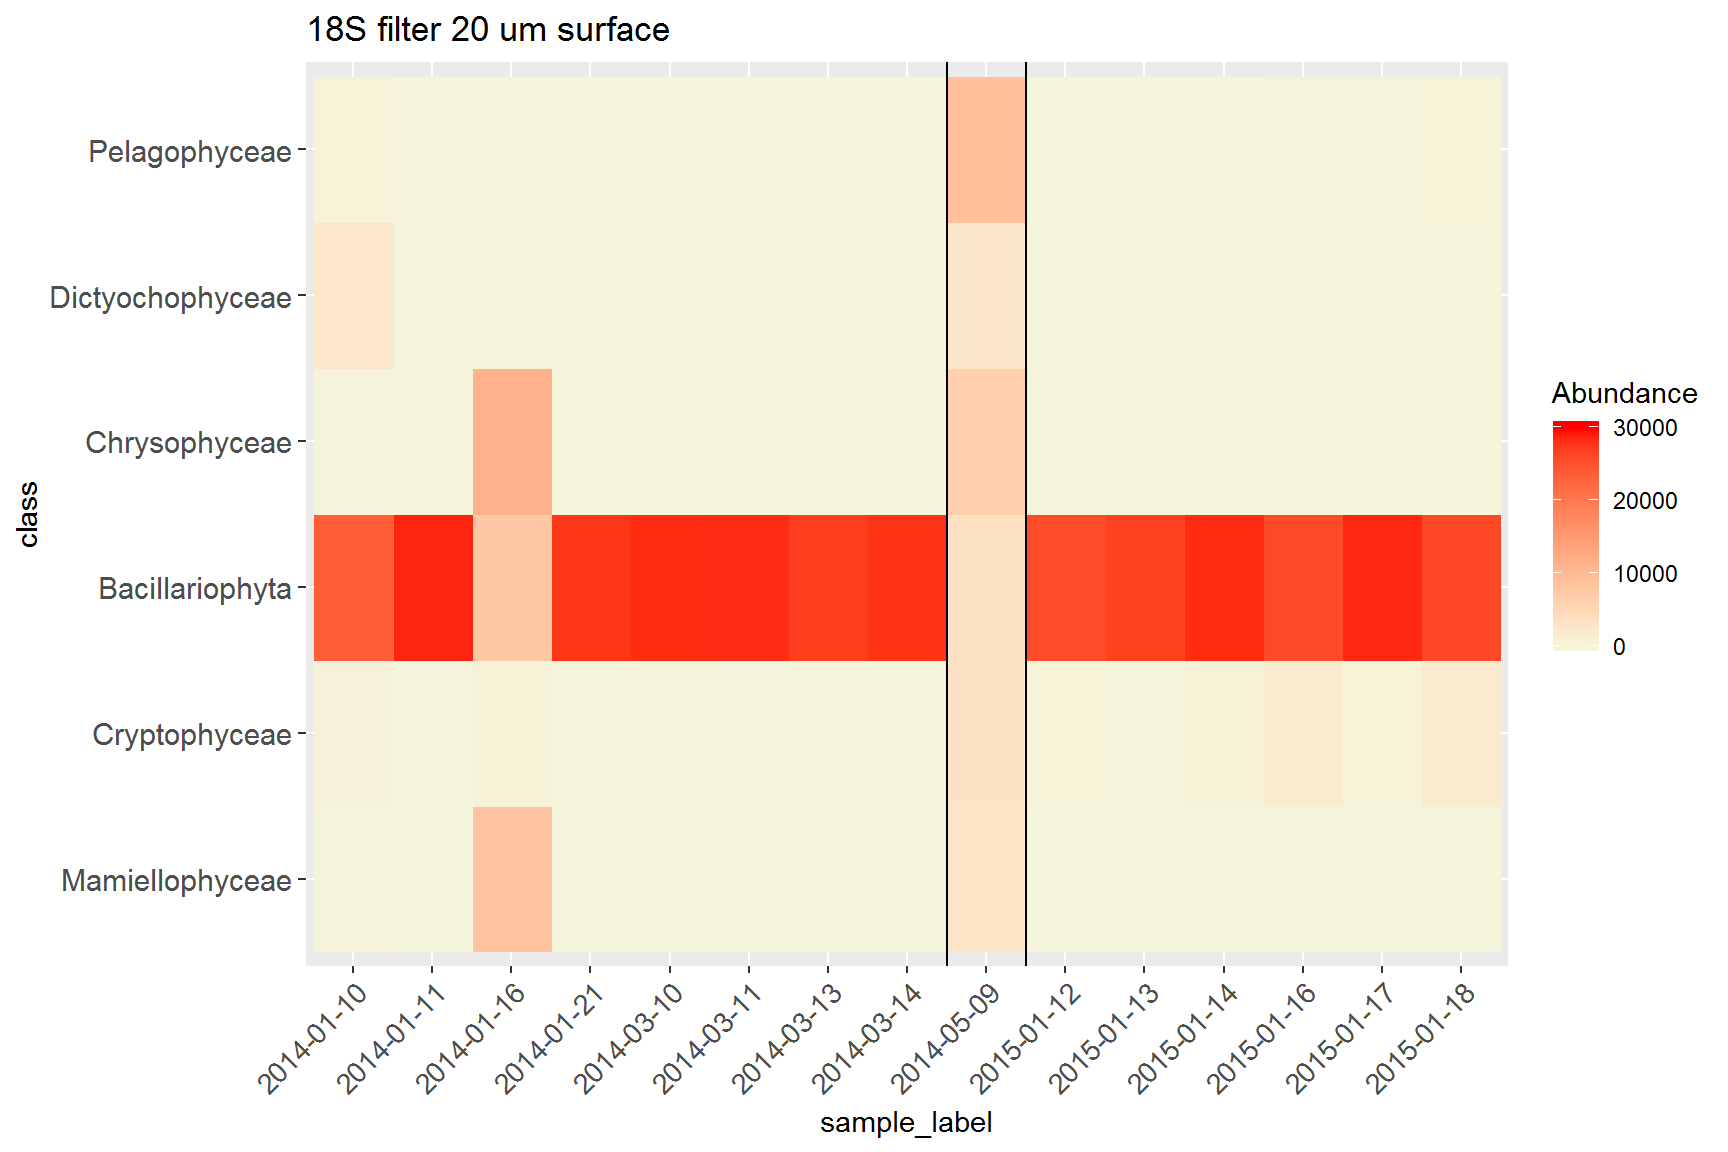 18S filter 20 um surface
class
Pelagophyceae
Dictyochophyceae
Chrysophyceae
Bacillariophyta
Cryptophyceae
Mamiellophyceae
2014-01-10
2014-01-11
2014-01-16
2014-01-21
2014-03-10
2014-03-11
2014-03-13
2014-03-14
2014-05-09
2015-01-12
2015-01-13
2015-01-14
2015-01-16
2015-01-17
2015-01-18
sample_label
Abundance
30000
20000
10000
0